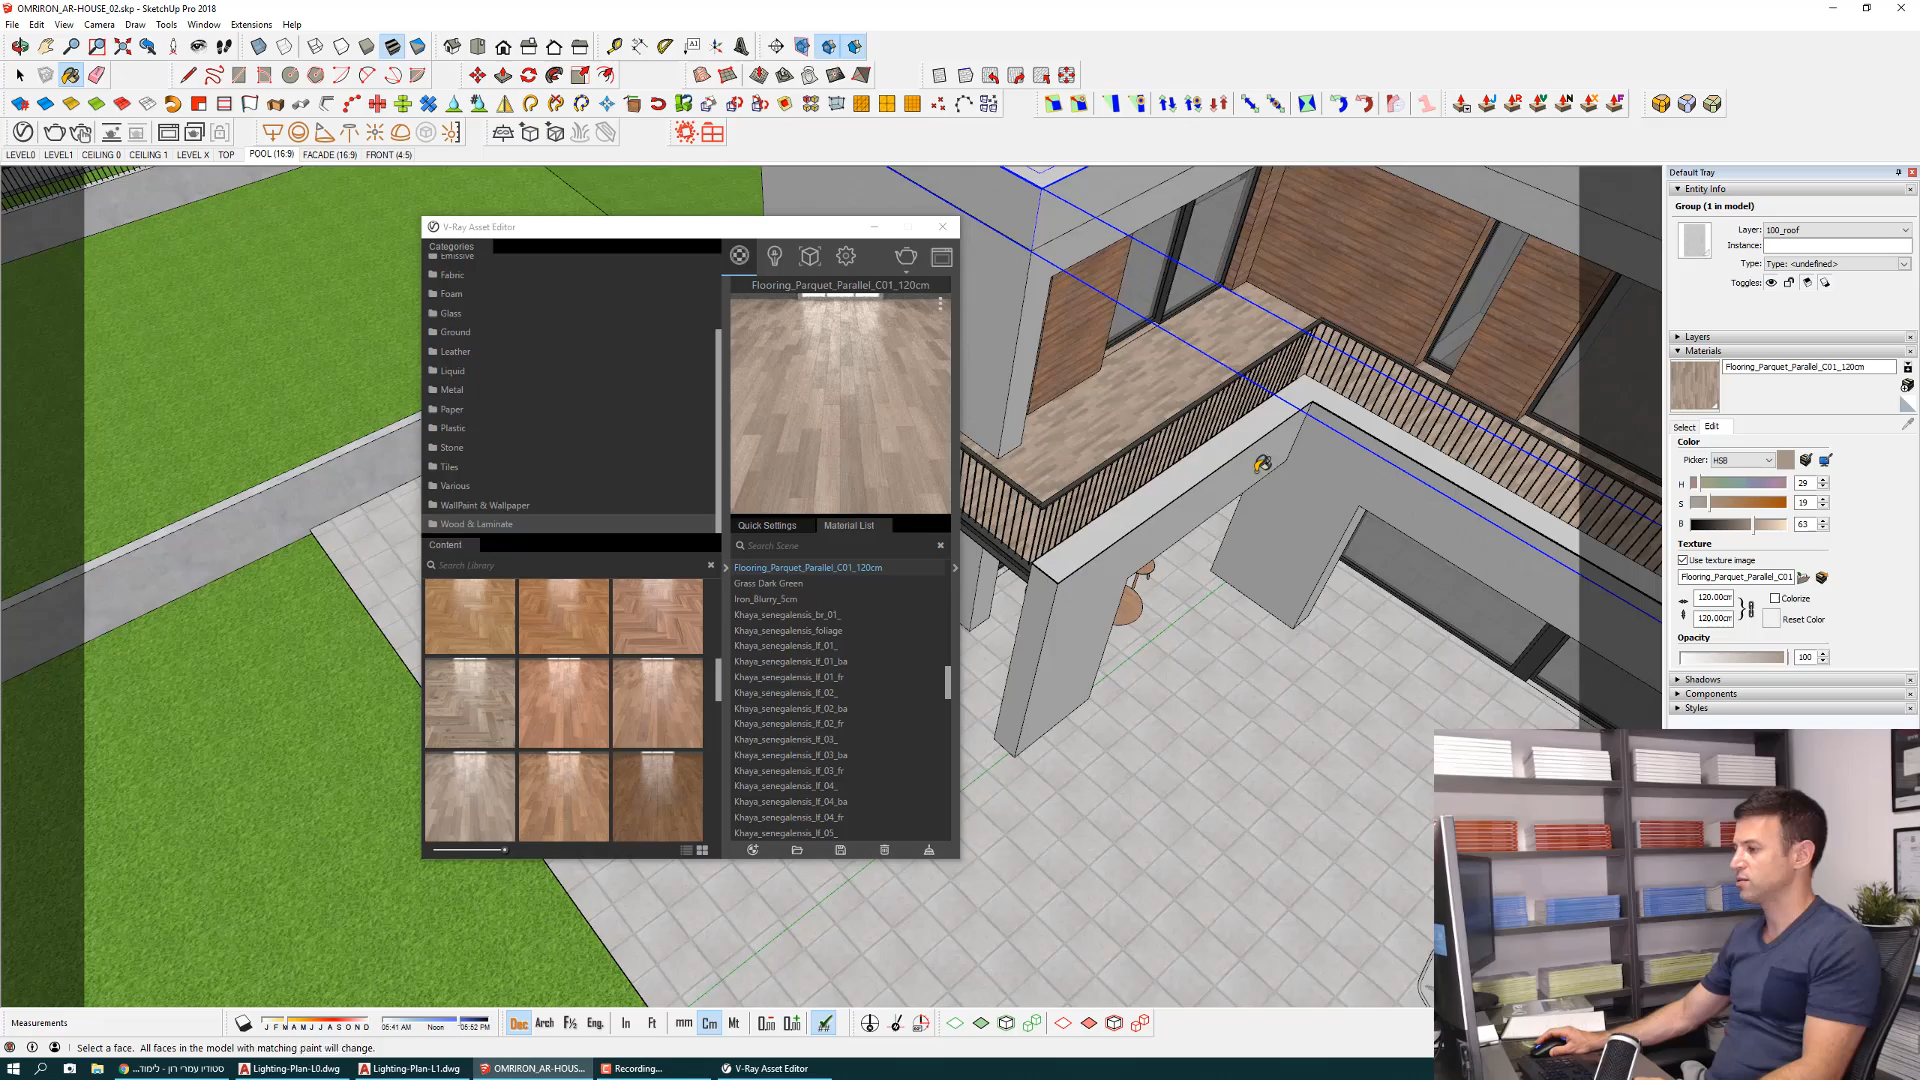 OMRIRON_AR-HOUSE_02.skp - SketchUp Pro 2018
File Edit View Camera Draw Tools Window Extensions Help
LEVEL0 LEVEL1 CEILING 0 CEILING 1 LEVEL X TOP POOL (16:9) FACADE (16:9) FRONT (4:5)
V-Ray Asset Editor
Categories
Emissive
Fabric
Foam
Glass
Ground
Leather
Liquid
Metal
Paper
Plastic
Stone
Tiles
Various
WallPaint & Wallpaper
Wood & Laminate
Content
Search Library
Flooring_Parquet_Parallel_C01_120cm
Quick Settings Material List
Search Scene
Flooring_Parquet_Parallel_C01_120cm
Grass Dark Green
Iron_Blurry_5cm
Khaya_senegalensis_br_01_
Khaya_senegalensis_foliage
Khaya_senegalensis_lf_01_
Khaya_senegalensis_lf_01_ba
Khaya_senegalensis_lf_01_fr
Khaya_senegalensis_lf_02_
Khaya_senegalensis_lf_02_ba
Khaya_senegalensis_lf_02_fr
Khaya_senegalensis_lf_03_
Khaya_senegalensis_lf_03_ba
Khaya_senegalensis_lf_03_fr
Khaya_senegalensis_lf_04_
Khaya_senegalensis_lf_04_ba
Khaya_senegalensis_lf_04_fr
Khaya_senegalensis_lf_05_
Default Tray
Entity Info
Group (1 in model)
Layer: 100_roof
Instance:
Type: Type: <undefined>
Toggles:
Layers
Materials
Flooring_Parquet_Parallel_C01_120cm
Select Edit
Color
Picker: HSB
H 29
S 19
B 63
Texture
Use texture image
Flooring_Parquet_Parallel_C01
120.00cm
Colorize
120.00cm
Reset Color
Opacity
100
Shadows
Components
Styles
Measurements
J F M A M J J A S O N D
05:41 AM Noon 05:52 PM
Dec Arch F½ Eng. In Ft mm Cm Mt
Select a face. All faces in the model with matching paint will change.
סטודיו עמרי רון - לימוד...
Lighting-Plan-L0.dwg
Lighting-Plan-L1.dwg
OMRIRON_AR-HOUS...
Recording...
V-Ray Asset Editor